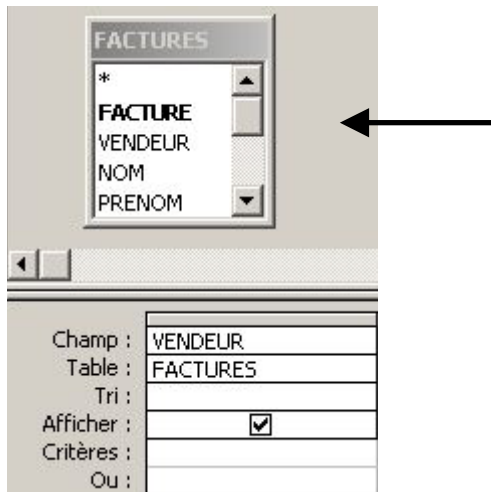 FACTURES
*
FACTURE
VENDEUR
NOM
PRENOM
Champ : VENDEUR
Table : FACTURES
Tri :
Afficher :
Critères :
Ou :